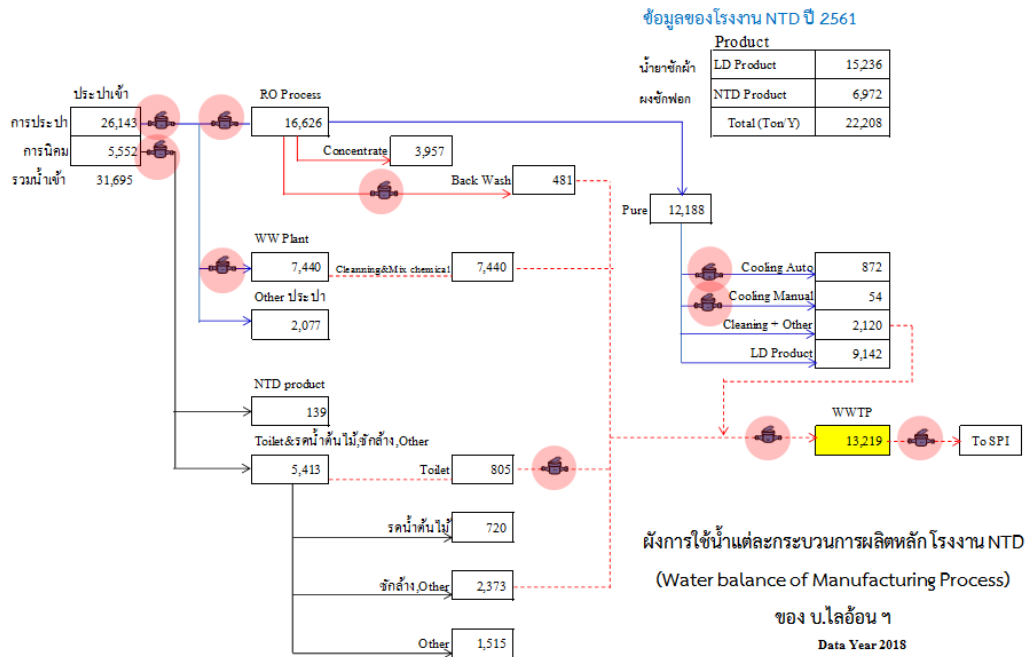 ข้อมูลของโรงงาน NTD ปี 2561
Product
น้ำยาซักผ้า LD Product 15,236
ผงซักฟอก NTD Product 6,972
Total (Ton/Y) 22,208
ประปาเข้า
การประปา 26,143
การนิคม 5,552
รวมน้ำเข้า 31,695
RO Process
16,626
Concentrate 3,957
Back Wash 481
Pure 12,188
WW Plant
7,440 Cleanning&Mix chemical 7,440
Other ประปา
2,077
Cooling Auto 872
Cooling Manual 54
Cleaning + Other 2,120
LD Product 9,142
NTD product
139
Toilet&รดน้ำต้นไม้,ซักล้าง,Other
5,413 Toilet 805
รดน้ำต้นไม้ 720
ซักล้าง,Other 2,373
Other 1,515
WWTP
13,219 To SPI
ผังการใช้น้ำแต่ละกระบวนการผลิตหลัก โรงงาน NTD
(Water balance of Manufacturing Process)
ของ บ.ไลอ้อน ฯ
Data Year 2018